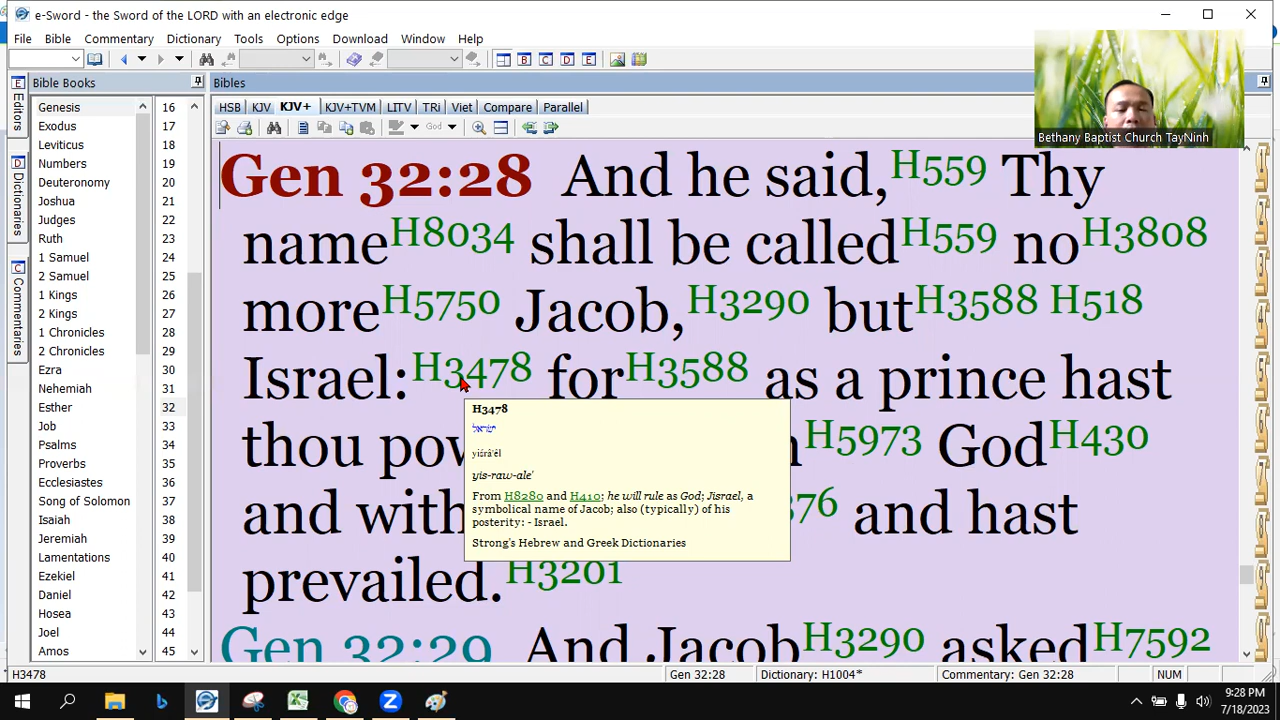 e-Sword - the Sword of the LORD with an electronic edge
File Bible Commentary Dictionary Tools Options Download Window Help
Bible Books
Bibles
Editors
Dictionaries
Commentaries
HSB KJV KJV+ KJV+TVM LITV TRi Viet Compare Parallel
God
Bethany Baptist Church TayNinh
Genesis 16
Exodus 17
Leviticus 18
Numbers 19
Deuteronomy 20
Joshua 21
Judges 22
Ruth 23
1 Samuel 24
2 Samuel 25
1 Kings 26
2 Kings 27
1 Chronicles 28
2 Chronicles 29
Ezra 30
Nehemiah 31
Esther 32
Job 33
Psalms 34
Proverbs 35
Ecclesiastes 36
Song of Solomon 37
Isaiah 38
Jeremiah 39
Lamentations 40
Ezekiel 41
Daniel 42
Hosea 43
Joel 44
Amos 45
Gen 32:28 And he said,H559 Thy
nameH8034 shall be calledH559 noH3808
moreH5750 Jacob,H3290 butH3588 H518
Israel:H3478 forH3588 as a prince hast
thou GodH430
H5973
and with 376 and hast
prevailed.H3201
Gen 32:29 And JacobH3290 askedH7592
H3478
ישׂראל
yiśrâ'êl
yis-raw-ale'
From H8280 and H410; he will rule as God; Jisrael, a
symbolical name of Jacob; also (typically) of his
posterity: - Israel.
Strong's Hebrew and Greek Dictionaries
H3478
Gen 32:28
Dictionary: H1004*
Commentary: Gen 32:28
NUM
9:28 PM
7/18/2023